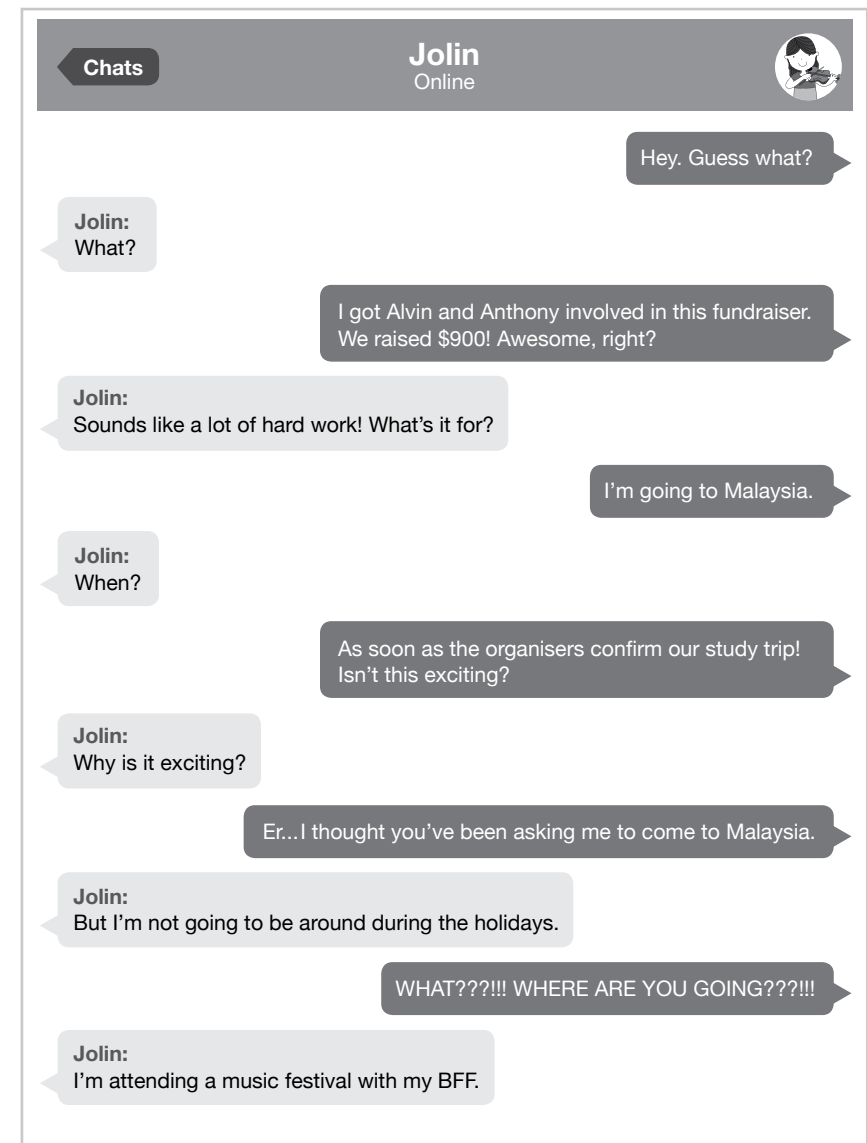 Chats
Jolin
Online
Hey. Guess what?
Jolin:
What?
I got Alvin and Anthony involved in this fundraiser.
We raised $900! Awesome, right?
Jolin:
Sounds like a lot of hard work! What's it for?
I'm going to Malaysia.
Jolin:
When?
As soon as the organisers confirm our study trip!
Isn't this exciting?
Jolin:
Why is it exciting?
Er...I thought you've been asking me to come to Malaysia.
Jolin:
But I'm not going to be around during the holidays.
WHAT???!!! WHERE ARE YOU GOING???!!!
Jolin:
I'm attending a music festival with my BFF.